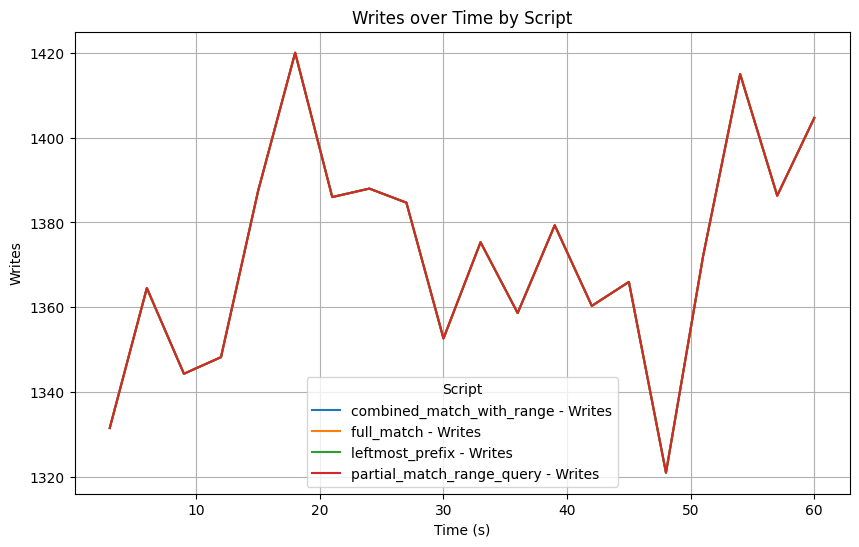 Writes over Time by Script
1420
1400
1380
1360
1340
1320
Writes
Script
combined_match_with_range - Writes
full_match - Writes
leftmost_prefix - Writes
partial_match_range_query - Writes
10 20 30 40 50 60
Time (s)